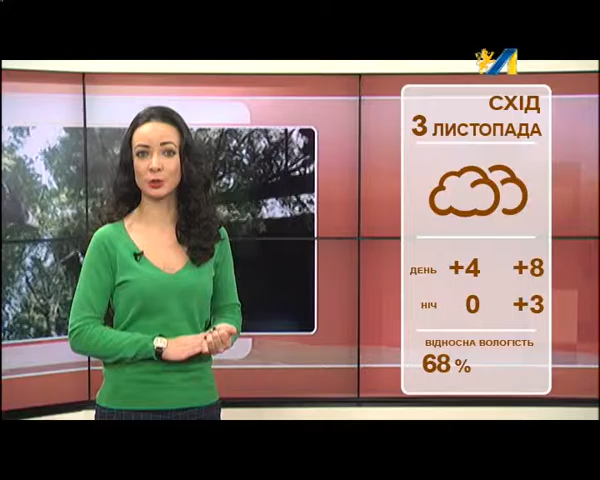 СХІД
3 ЛИСТОПАДА
ДЕНЬ +4 +8
НІЧ 0 +3
ВІДНОСНА ВОЛОГІСТЬ
68 %